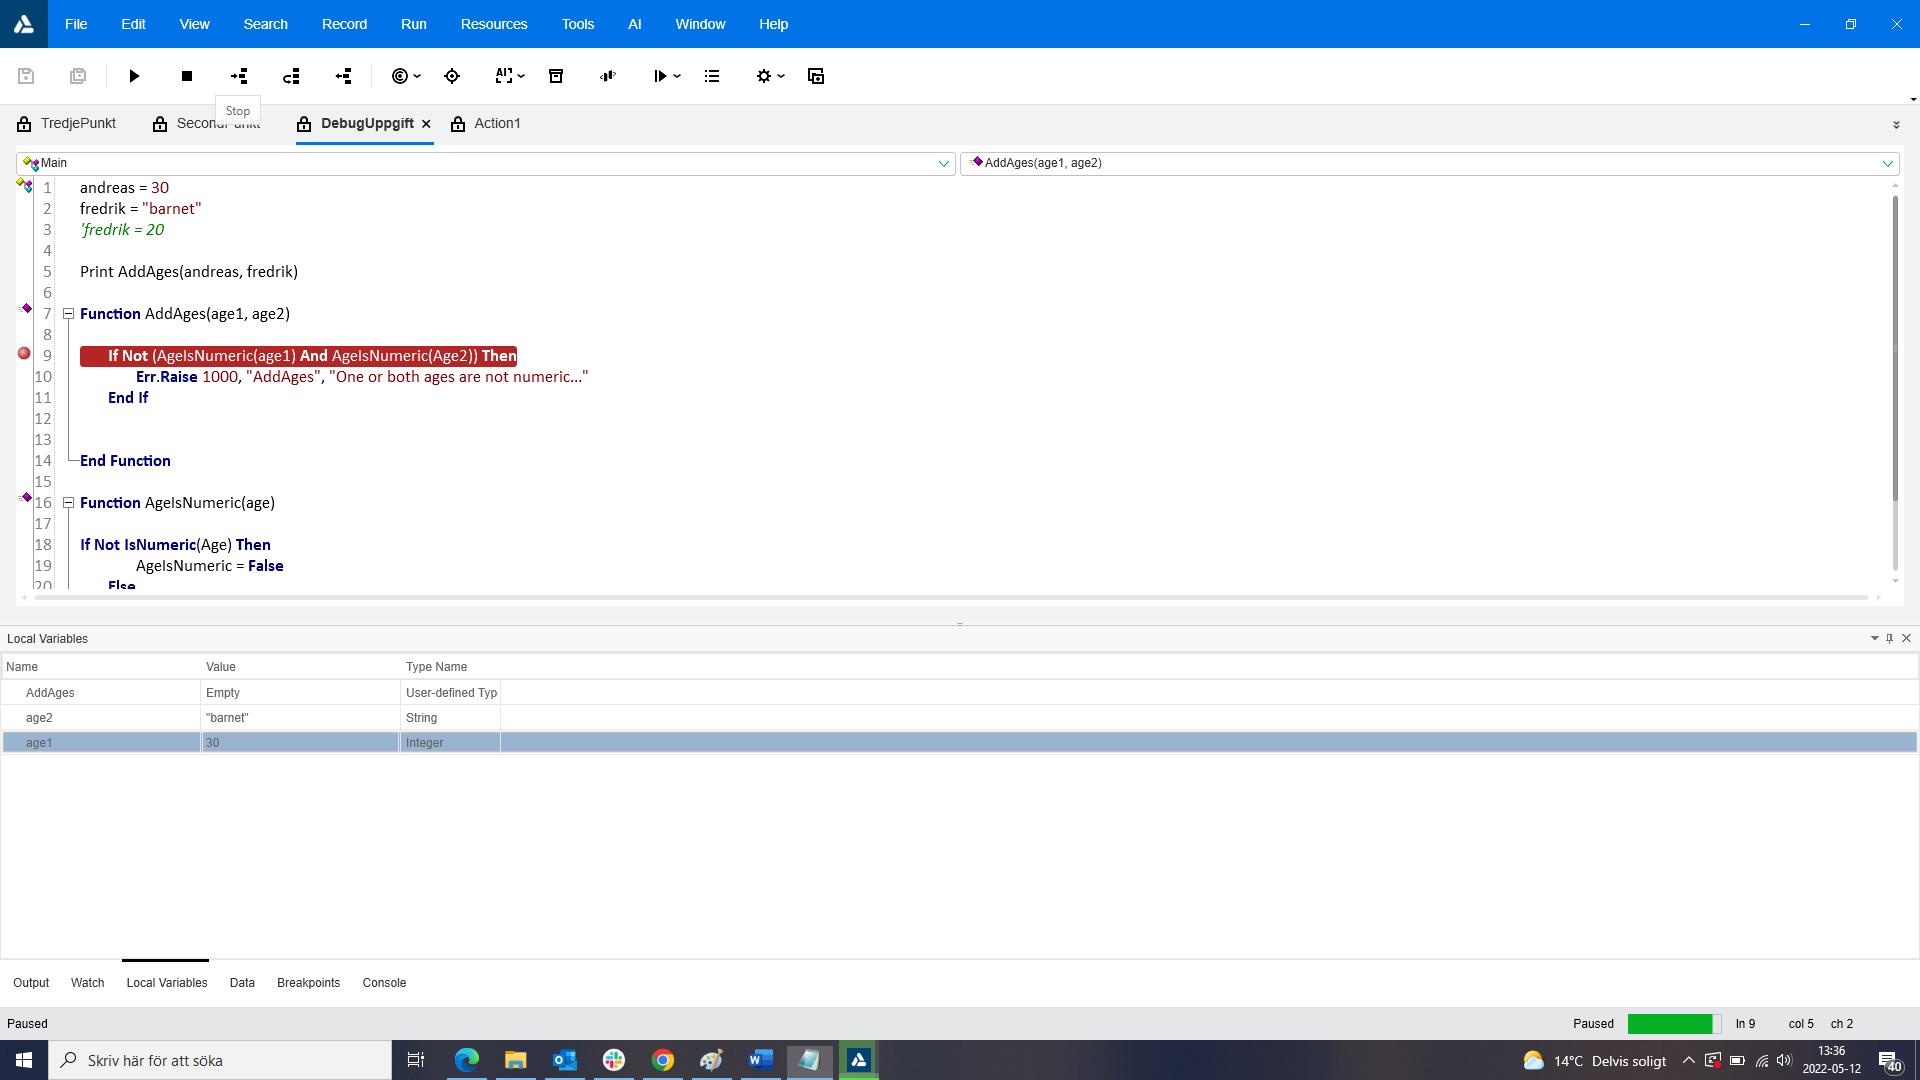 File Edit View Search Record Run Resources Tools AI Window Help
AI
Stop
TredjePunkt DebugUppgift Action1
Main AddAges(age1, age2)
1 andreas = 30
2 fredrik = "barnet"
3 'fredrik = 20
4
5 Print AddAges(andreas, fredrik)
6
7 Function AddAges(age1, age2)
8
9 If Not (AgeIsNumeric(age1) And AgeIsNumeric(Age2)) Then
10 Err.Raise 1000, "AddAges", "One or both ages are not numeric..."
11 End If
12
13
14 End Function
15
16 Function AgeIsNumeric(age)
17
18 If Not IsNumeric(Age) Then
19 AgeIsNumeric = False
20 Else
Local Variables
Name Value Type Name
AddAges Empty User-defined Typ
age2 "barnet" String
age1 30 Integer
Output Watch Local Variables Data Breakpoints Console
Paused Paused ln 9 col 5 ch 2
Skriv här för att söka 14°C Delvis soligt 13:36
2022-05-12 40